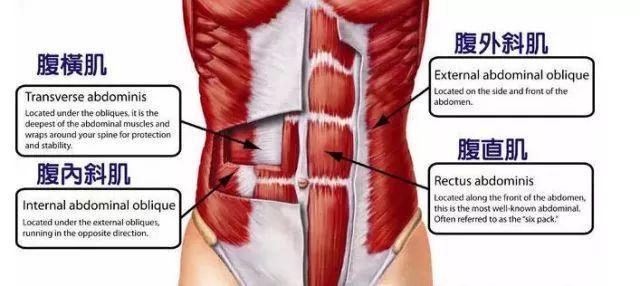 腹橫肌
Transverse abdominis
Located under the obliques, it is the
deepest of the abdominal muscles and
wraps around your spine for protection
and stability.
腹內斜肌
Internal abdominal oblique
Located under the external obliques,
running in the opposite direction.
腹外斜肌
External abdominal oblique
Located on the side and front of the
abdomen.
腹直肌
Rectus abdominis
Located along the front of the abdomen,
this is the most well-known abdominal.
Often referred to as the "six pack."